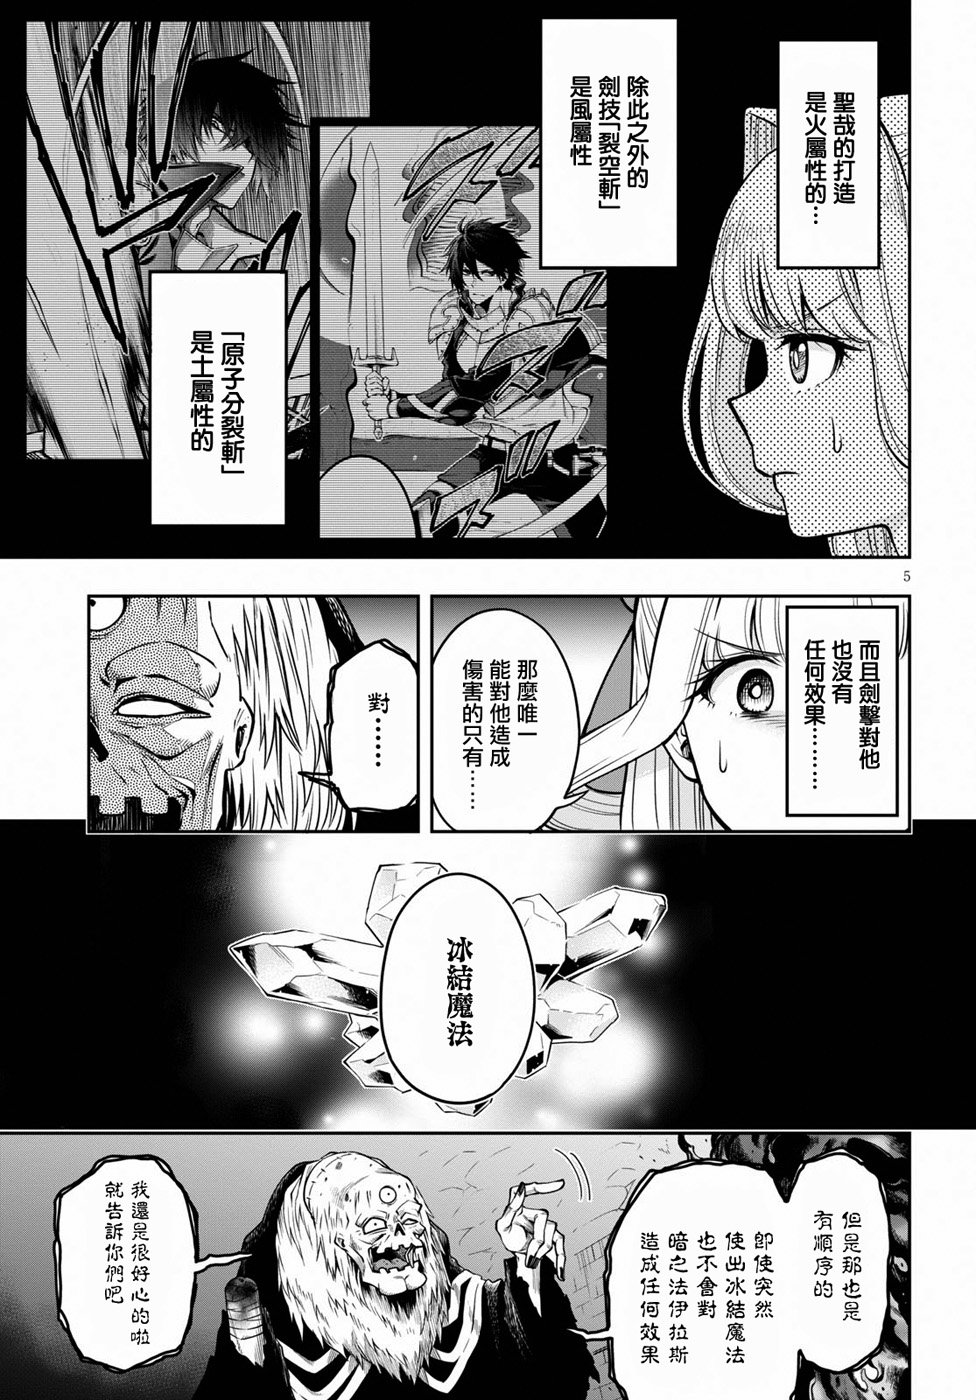 聖哉的打造
是火屬性的…
除此之外的
劍技「裂空斬」
是風屬性
「原子分裂斬」
是土屬性的
5
而且劍擊對他
也沒有
任何效果………
那麼唯一
能對他造成
傷害的只有……
對……
冰結魔法
但是那也是
有順序的
即使突然
使出冰結魔法
也不會對
暗之法伊拉斯
造成任何效果
我還是很好心的啦
就告訴你們吧